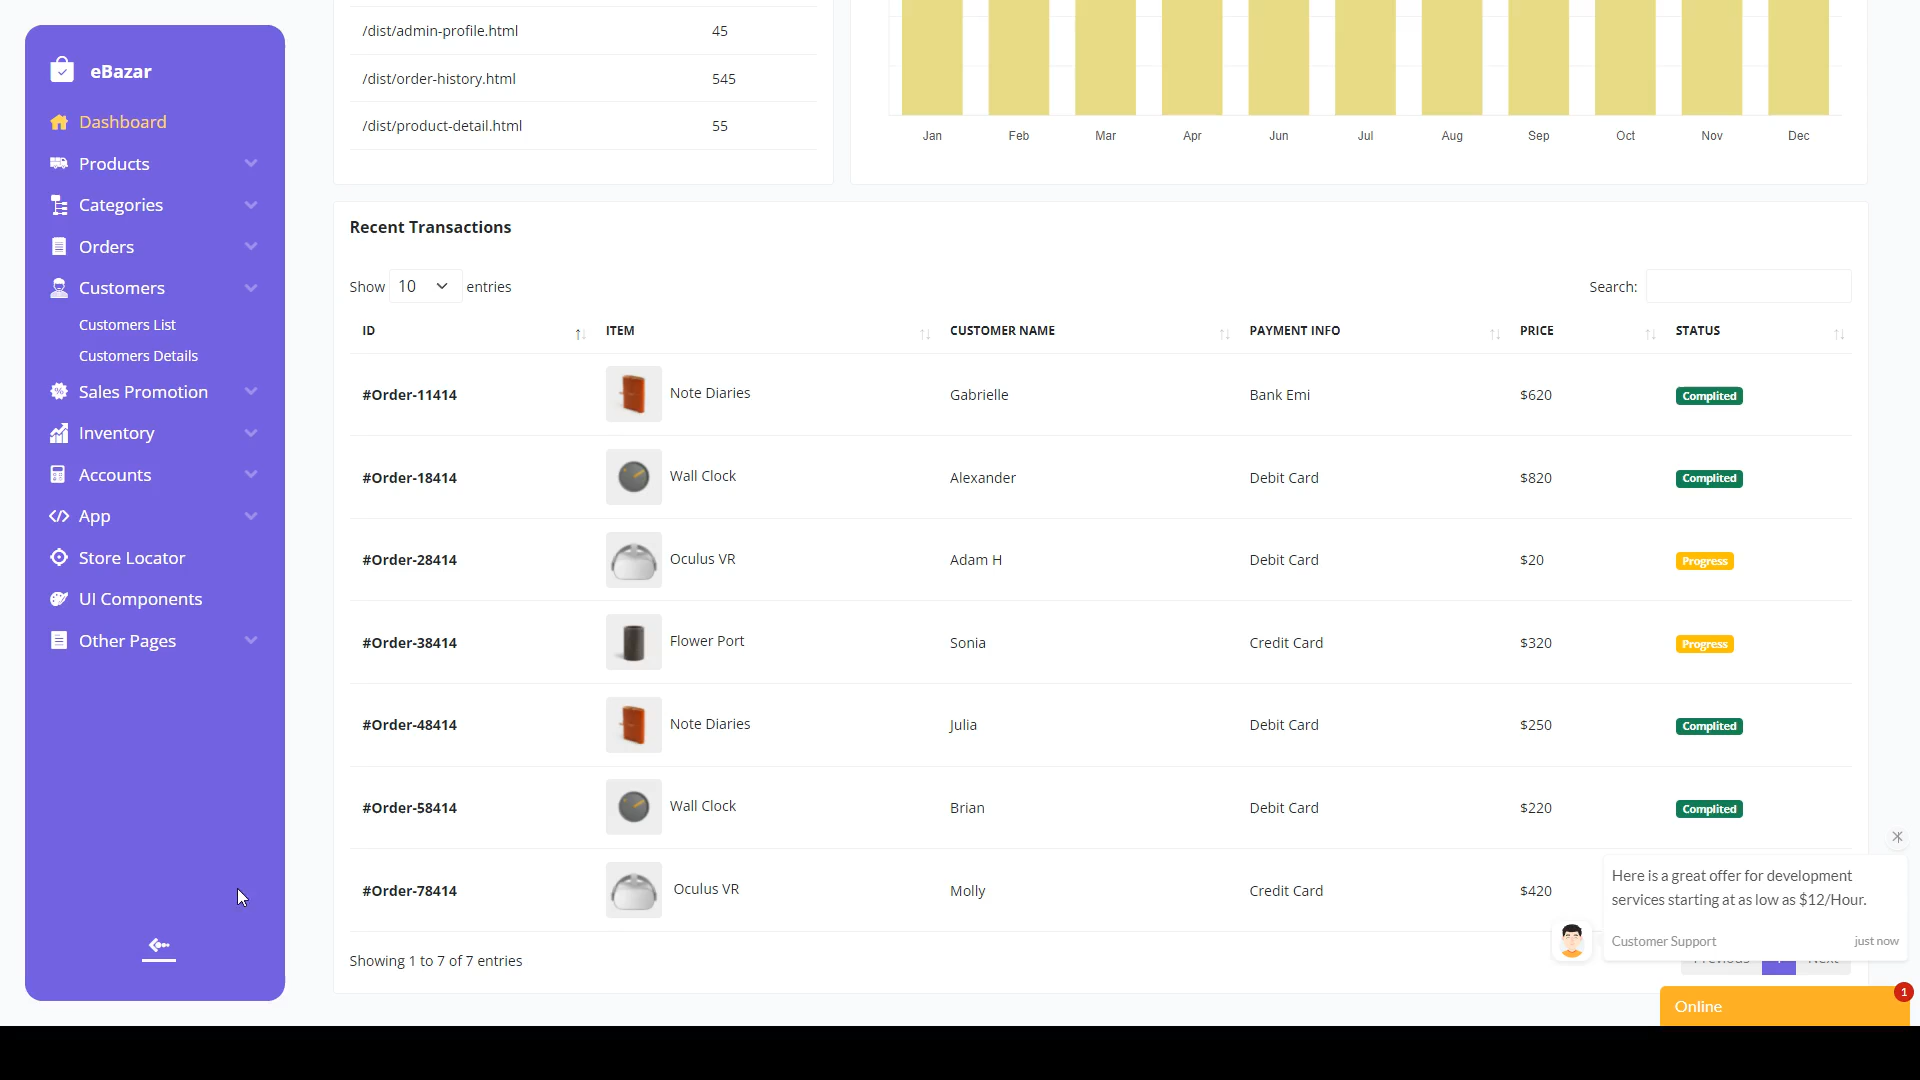 eBazar
Dashboard
Products
Categories
Orders
Customers
Customers List
Customers Details
Sales Promotion
Inventory
Accounts
App
Store Locator
UI Components
Other Pages
/dist/admin-profile.html 45
/dist/order-history.html 545
/dist/product-detail.html 55
Jan Feb Mar Apr Jun Jul Aug Sep Oct Nov Dec
Recent Transactions
Show 10 entries
Search:
ID ITEM CUSTOMER NAME PAYMENT INFO PRICE STATUS
#Order-11414 Note Diaries Gabrielle Bank Emi $620 Complited
#Order-18414 Wall Clock Alexander Debit Card $820 Complited
#Order-28414 Oculus VR Adam H Debit Card $20 Progress
#Order-38414 Flower Port Sonia Credit Card $320 Progress
#Order-48414 Note Diaries Julia Debit Card $250 Complited
#Order-58414 Wall Clock Brian Debit Card $220 Complited
#Order-78414 Oculus VR Molly Credit Card $420
Showing 1 to 7 of 7 entries
Here is a great offer for development
services starting at as low as $12/Hour.
Customer Support just now
Previous Next
Online 1